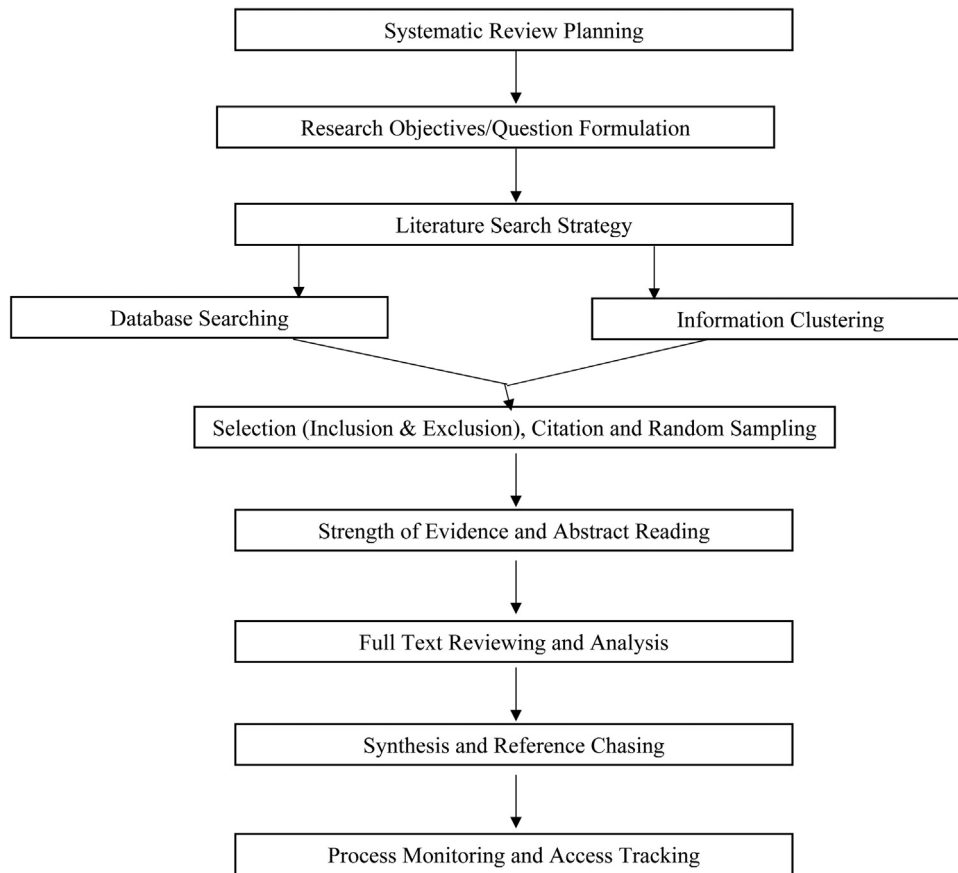 Systematic Review Planning
Research Objectives/Question Formulation
Literature Search Strategy
Database Searching
Information Clustering
Selection (Inclusion & Exclusion), Citation and Random Sampling
Strength of Evidence and Abstract Reading
Full Text Reviewing and Analysis
Synthesis and Reference Chasing
Process Monitoring and Access Tracking